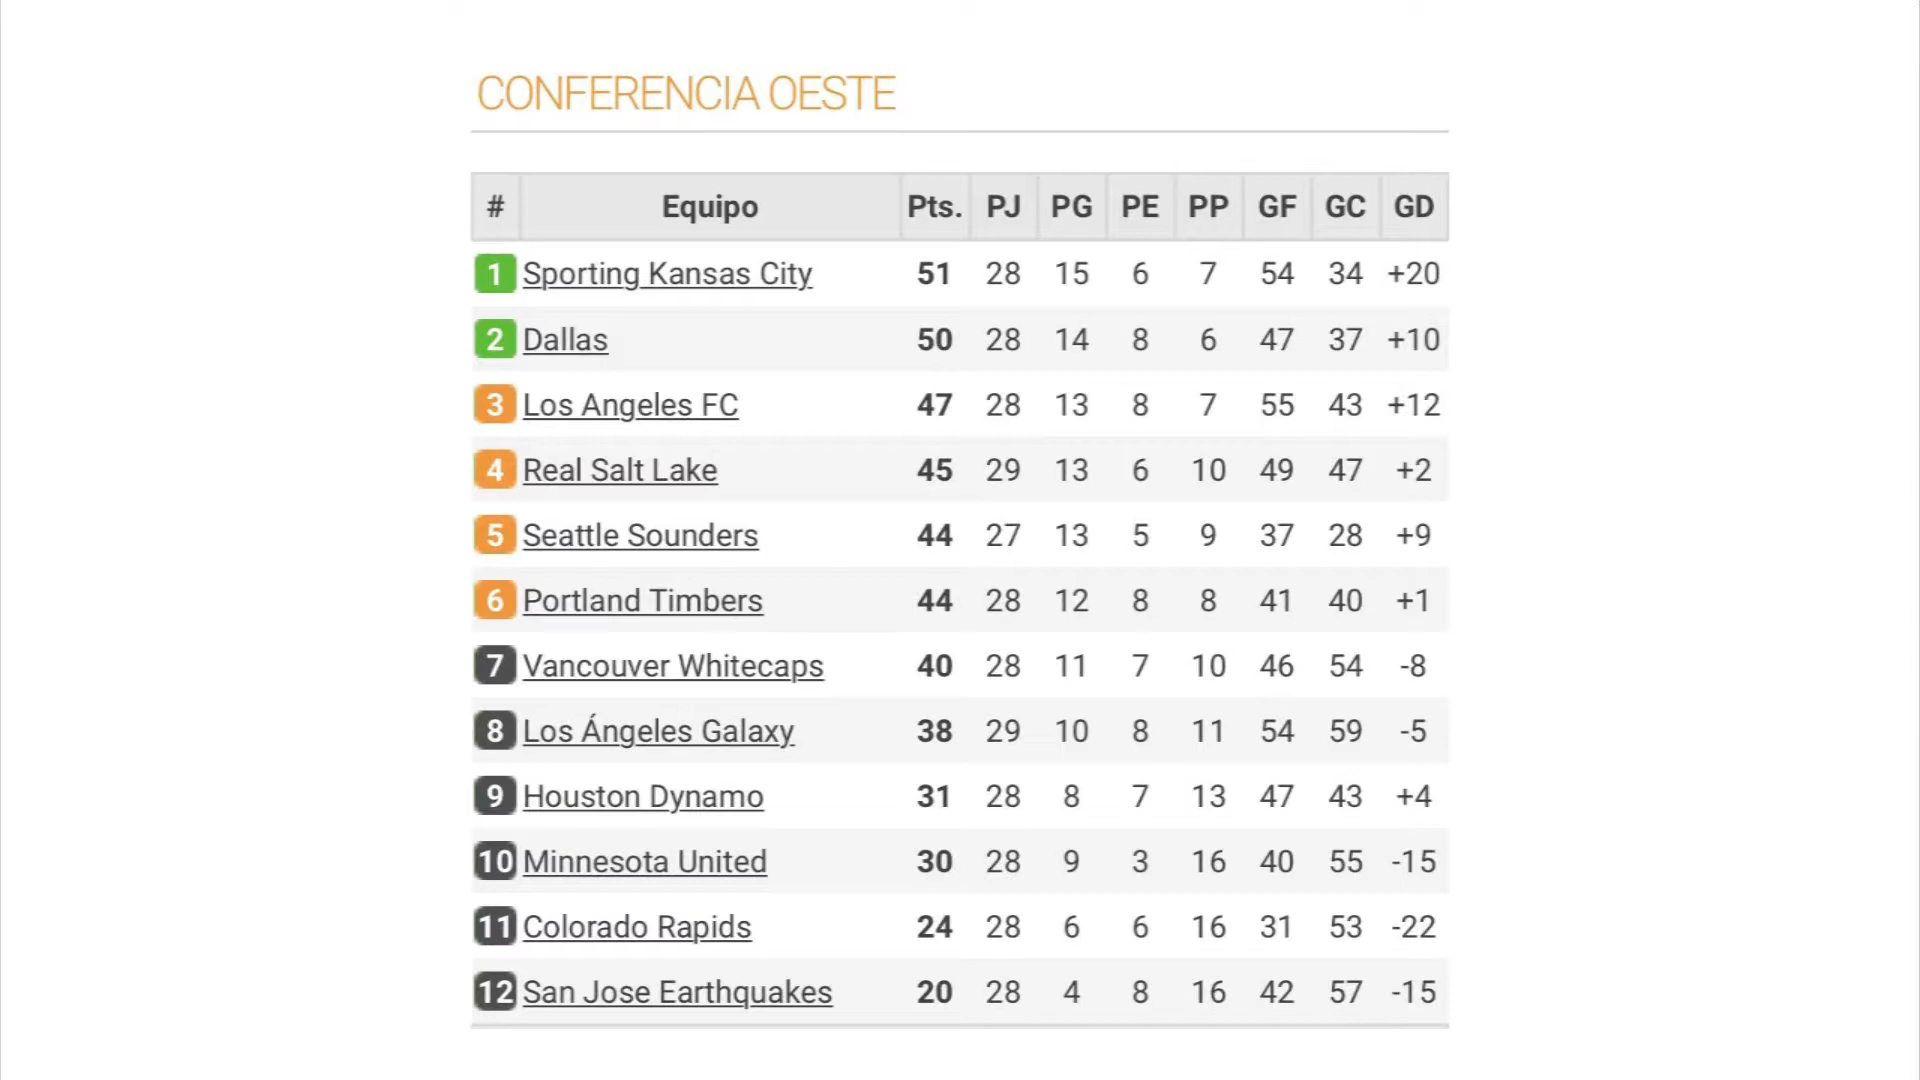 CONFERENCIA OESTE
# Equipo Pts. PJ PG PE PP GF GC GD
1 Sporting Kansas City 51 28 15 6 7 54 34 +20
2 Dallas 50 28 14 8 6 47 37 +10
3 Los Angeles FC 47 28 13 8 7 55 43 +12
4 Real Salt Lake 45 29 13 6 10 49 47 +2
5 Seattle Sounders 44 27 13 5 9 37 28 +9
6 Portland Timbers 44 28 12 8 8 41 40 +1
7 Vancouver Whitecaps 40 28 11 7 10 46 54 -8
8 Los Ángeles Galaxy 38 29 10 8 11 54 59 -5
9 Houston Dynamo 31 28 8 7 13 47 43 +4
10 Minnesota United 30 28 9 3 16 40 55 -15
11 Colorado Rapids 24 28 6 6 16 31 53 -22
12 San Jose Earthquakes 20 28 4 8 16 42 57 -15